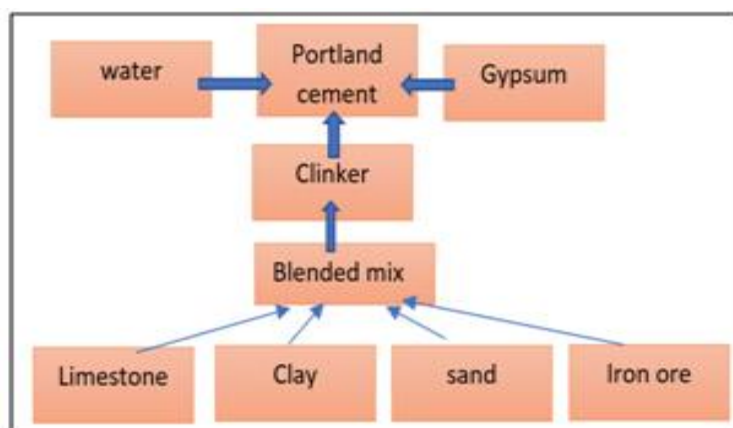 water
Portland
cement
Gypsum
Clinker
Blended mix
Limestone
Clay
sand
Iron ore